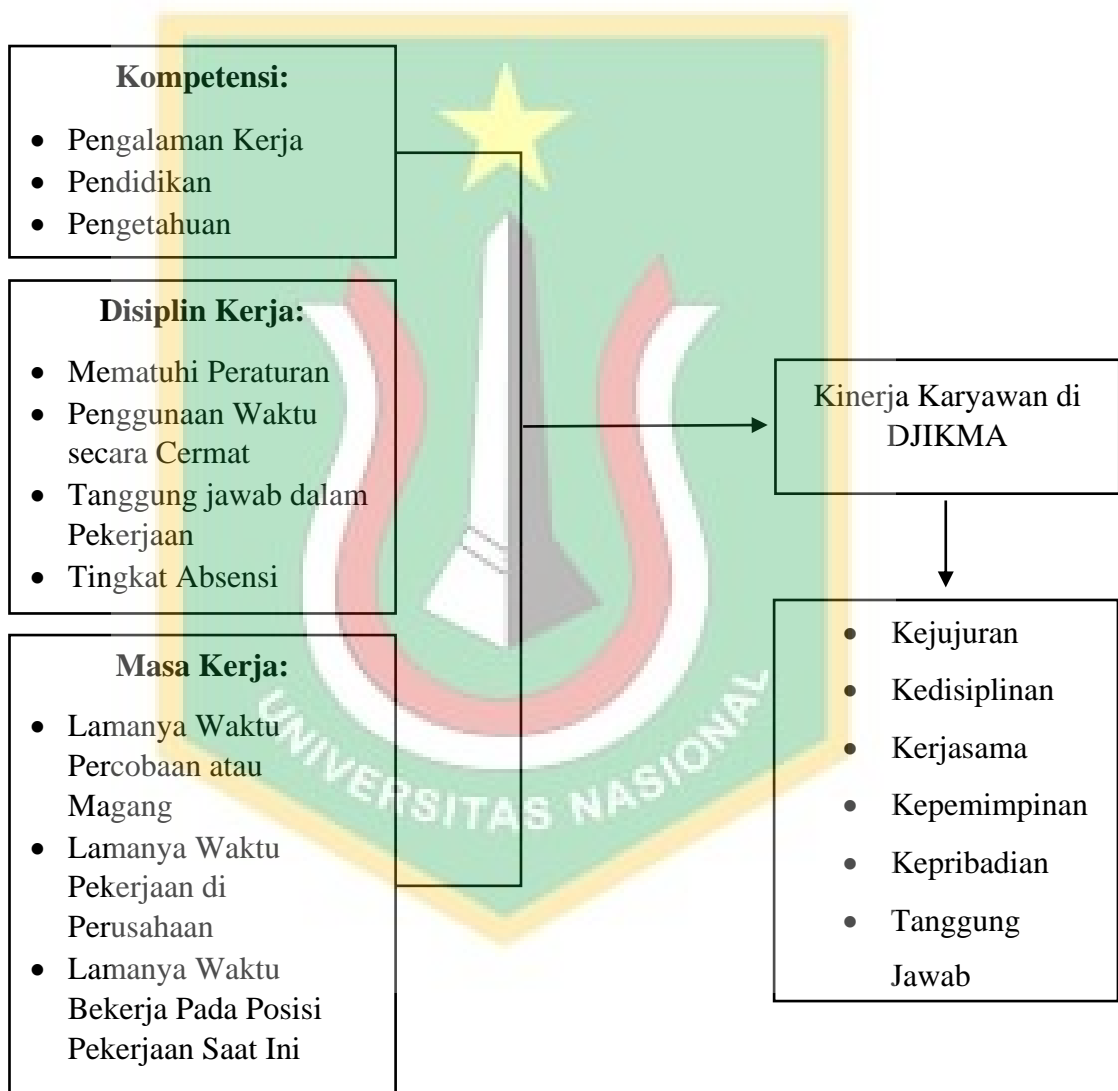 Kompetensi:
• Pengalaman Kerja
• Pendidikan
• Pengetahuan
Disiplin Kerja:
• Mematuhi Peraturan
• Penggunaan Waktu
secara Cermat
• Tanggung jawab dalam
Pekerjaan
• Tingkat Absensi
Masa Kerja:
• Lamanya Waktu
Percobaan atau
Magang
• Lamanya Waktu
Pekerjaan di
Perusahaan
• Lamanya Waktu
Bekerja Pada Posisi
Pekerjaan Saat Ini
Kinerja Karyawan di
DJIKMA
• Kejujuran
• Kedisiplinan
• Kerjasama
• Kepemimpinan
• Kepribadian
• Tanggung
Jawab
UNIVERSITAS NASIONAL